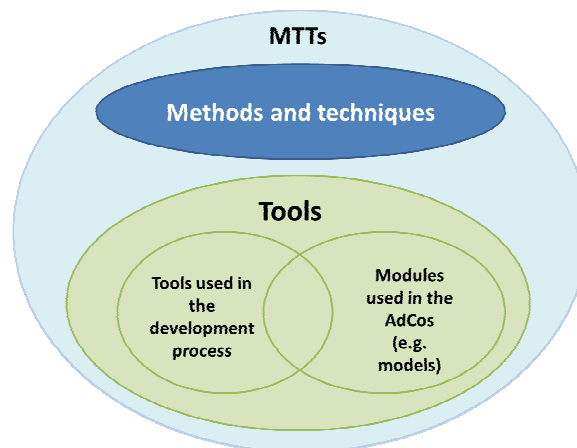 MTTs
Methods and techniques
Tools
Tools used in
the
development
process
Modules
used in the
AdCos
(e.g.
models)